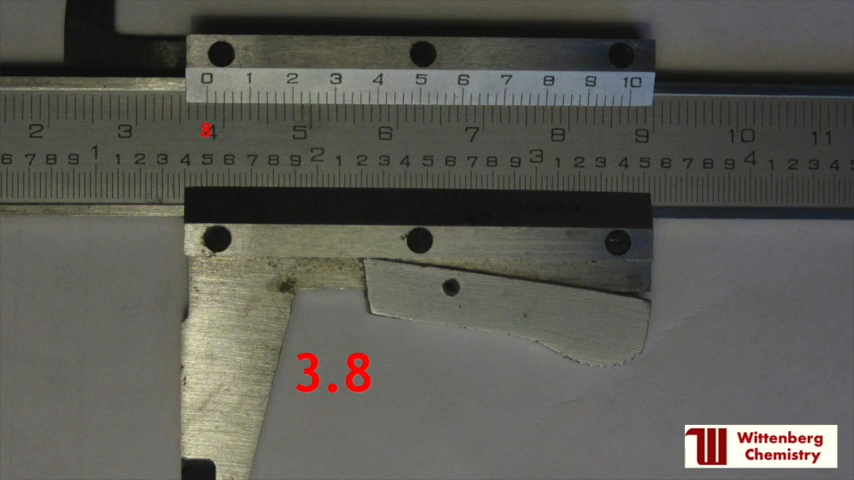 0 1 2 3 4 5 6 7 8 9 10
2 3 8 4 5 6 7 8 9 10 11
6 7 8 9 1 1 2 3 4 5 6 7 8 9 2 1 2 3 4 5 6 7 8 9 3 1 2 3 4 5 6 7 8 9 4 1 2 3 4 5
3.8
Wittenberg
Chemistry